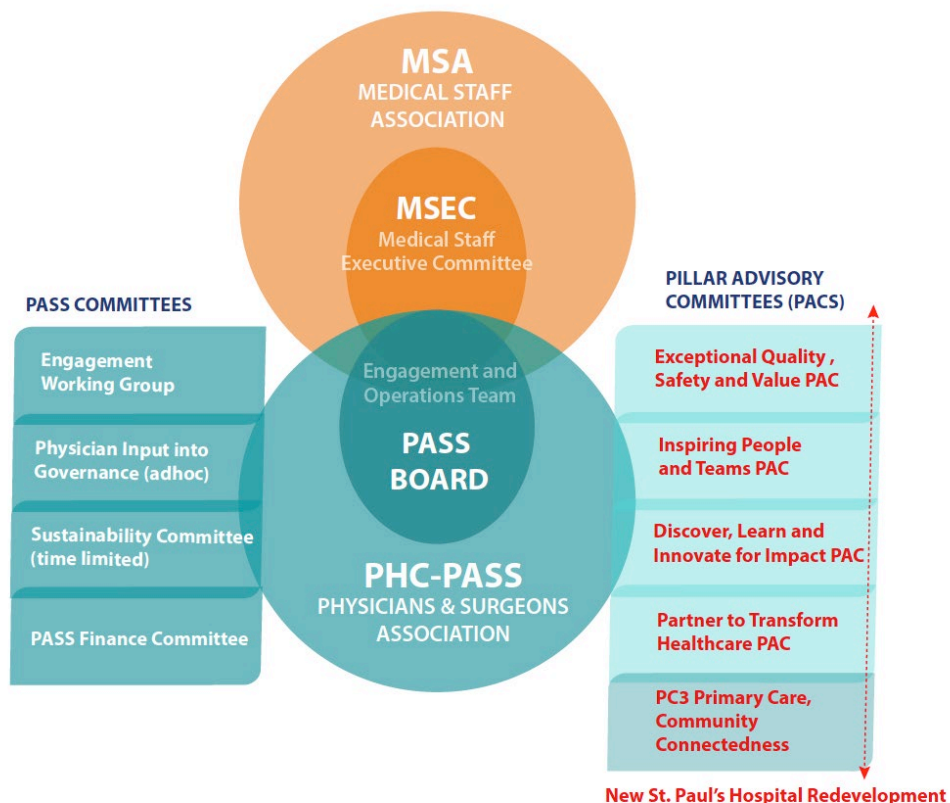 MSA
MEDICAL STAFF
ASSOCIATION
MSEC
Medical Staff
Executive Committee
PASS COMMITTEES
Engagement
Working Group
Physician Input into
Governance (adhoc)
Sustainability Committee
(time limited)
PASS Finance Committee
Engagement and
Operations Team
PASS
BOARD
PHC-PASS
PHYSICIANS & SURGEONS
ASSOCIATION
PILLAR ADVISORY
COMMITTEES (PACS)
Exceptional Quality ,
Safety and Value PAC
Inspiring People
and Teams PAC
Discover, Learn and
Innovate for Impact PAC
Partner to Transform
Healthcare PAC
PC3 Primary Care,
Community
Connectedness
New St. Paul's Hospital Redevelopment